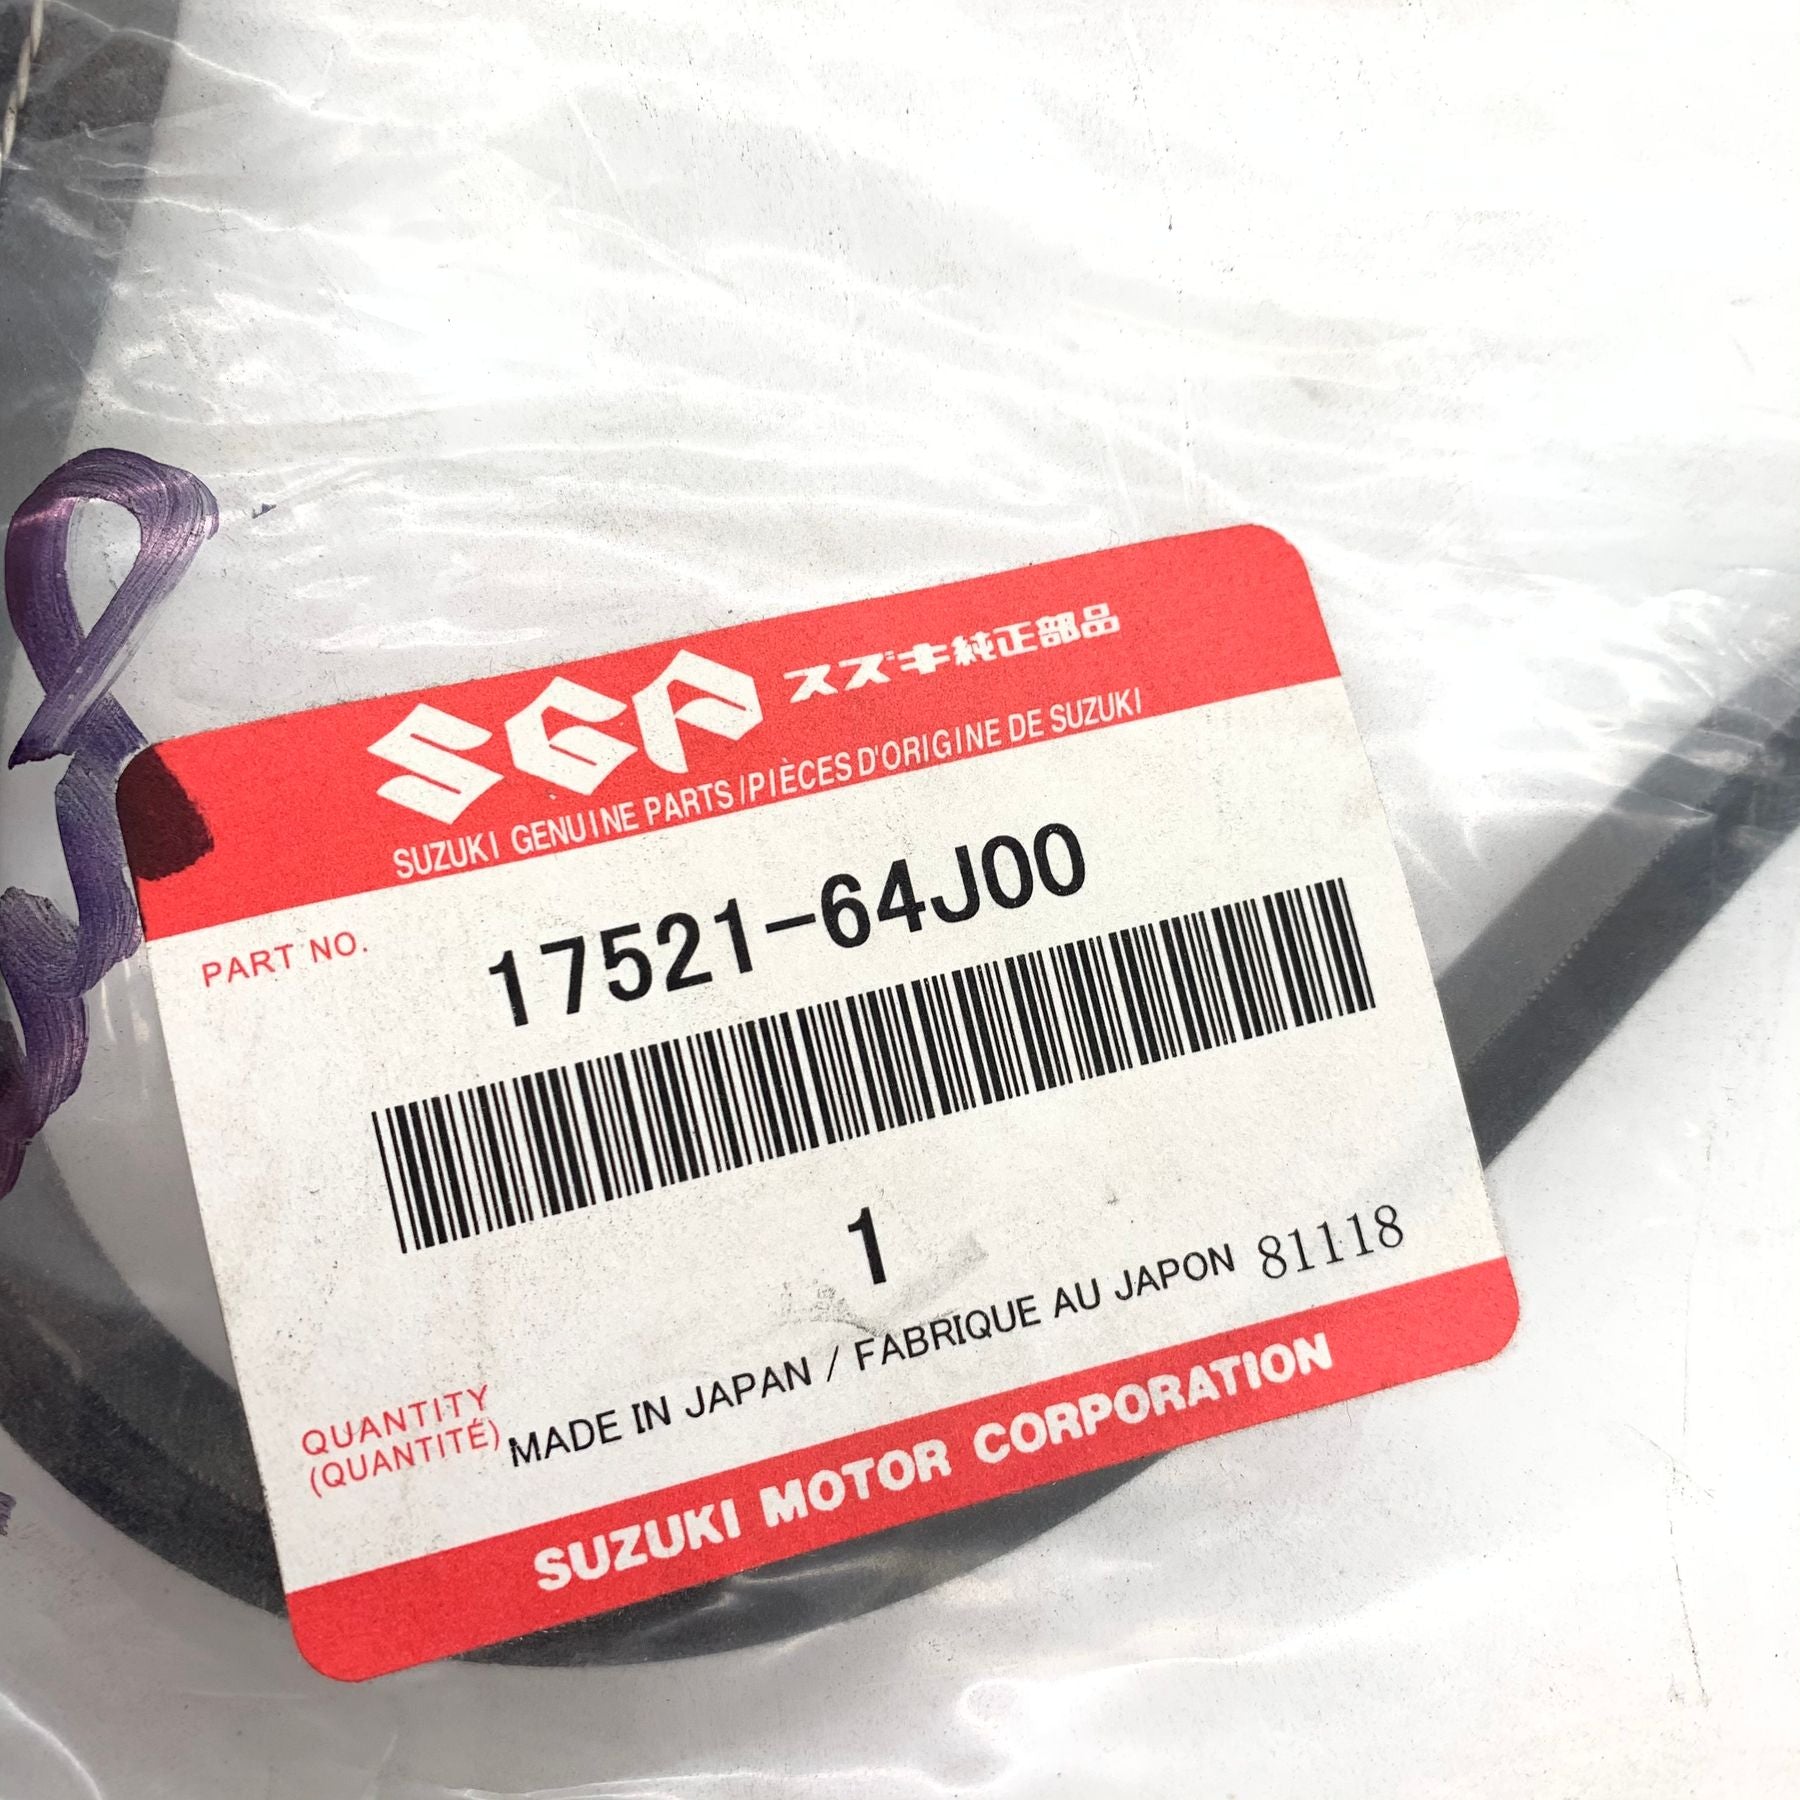 SGP スズキ純正部品
SUZUKI GENUINE PARTS/PIÈCES D'ORIGINE DE SUZUKI
PART NO. 17521-64J00
1
QUANTITY
(QUANTITÉ)
MADE IN JAPAN / FABRIQUE AU JAPON 81118
SUZUKI MOTOR CORPORATION